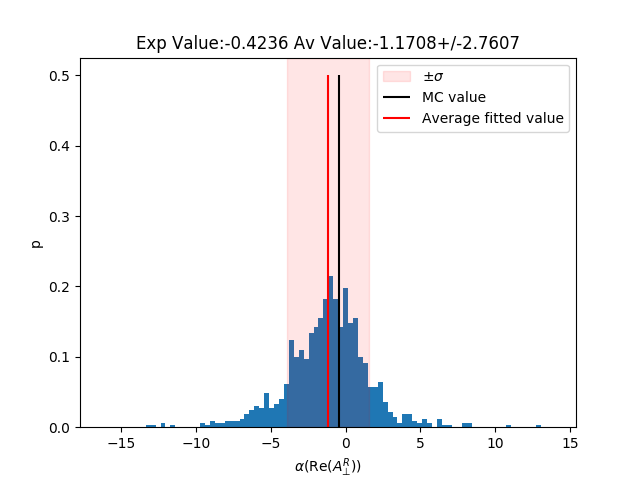 Exp Value:-0.4236 Av Value:-1.1708+/-2.7607
±σ
MC value
Average fitted value
0.5
0.4
0.3
0.2
0.1
0.0
p
−15 −10 −5 0 5 10 15
α(Re(A⊥ᴿ))